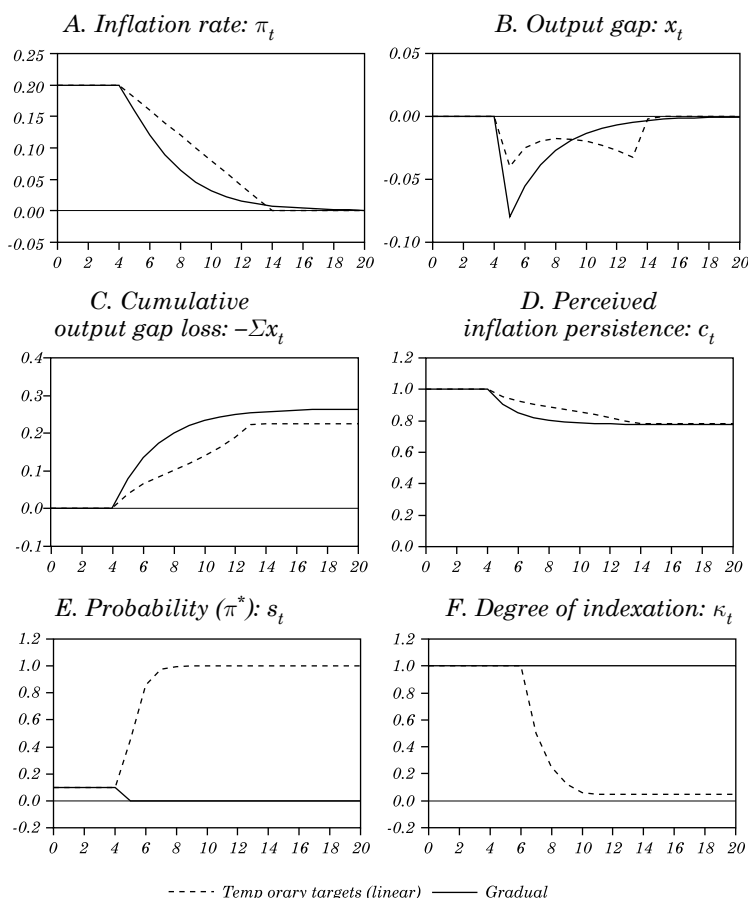 A. Inflation rate: πt
B. Output gap: xt
0.25
0.20
0.15
0.10
0.05
0.00
-0.05
0 2 4 6 8 10 12 14 16 18 20
0.05
0.00
-0.05
-0.10
0 2 4 6 8 10 12 14 16 18 20
C. Cumulative
output gap loss: –Σxt
D. Perceived
inflation persistence: ct
0.4
0.3
0.2
0.1
0.0
-0.1
0 2 4 6 8 10 12 14 16 18 20
1.2
1.0
0.8
0.6
0.4
0.2
0.0
0 2 4 6 8 10 12 14 16 18 20
E. Probability (π*): st
F. Degree of indexation: κt
1.2
1.0
0.8
0.6
0.4
0.2
0.0
-0.2
0 2 4 6 8 10 12 14 16 18 20
1.2
1.0
0.8
0.6
0.4
0.2
0.0
-0.2
0 2 4 6 8 10 12 14 16 18 20
Temp orary targets (linear) Gradual